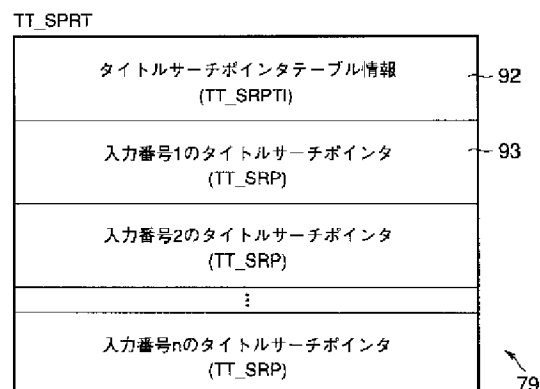 TT_SPRT
タイトルサーチポインタテーブル情報
(TT_SRPTI)
92
入力番号1のタイトルサーチポインタ
(TT_SRP)
93
入力番号2のタイトルサーチポインタ
(TT_SRP)
⋮
入力番号nのタイトルサーチポインタ
(TT_SRP)
79